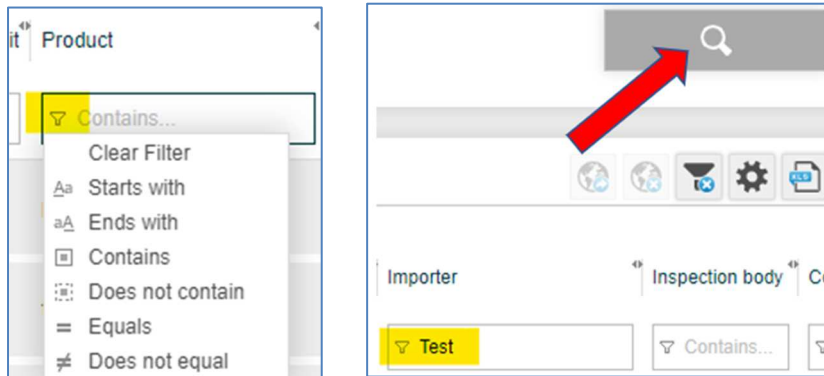 it Product
Contains...
Clear Filter
Aa Starts with
aA Ends with
Contains
Does not contain
= Equals
≠ Does not equal
XLS
Importer Inspection body
Test Contains...